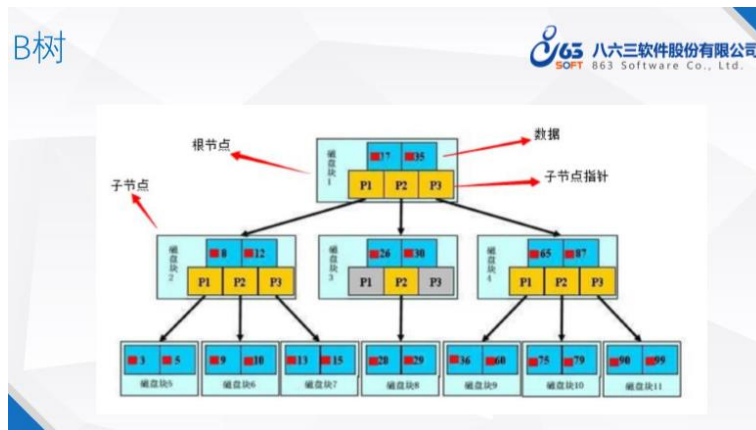 B树
863 SOFT 八六三软件股份有限公司
863 Software Co., Ltd.
根节点
数据
子节点指针
子节点
磁盘块1
17 35
P1 P2 P3
磁盘块2
8 12
P1 P2 P3
磁盘块3
26 30
P1 P2 P3
磁盘块4
65 87
P1 P2 P3
3 5
磁盘块5
9 10
磁盘块6
13 15
磁盘块7
28 29
磁盘块8
36 60
磁盘块9
75 79
磁盘块10
90 99
磁盘块11